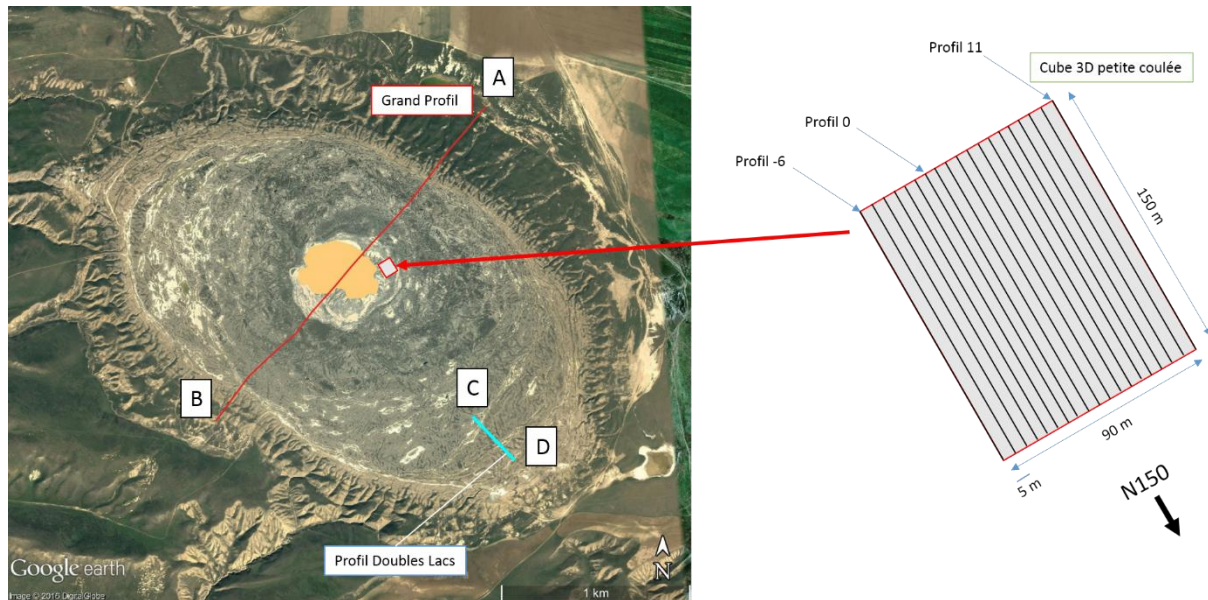 A
Grand Profil
B
C
D
Profil Doubles Lacs
Google earth
Image © 2016 DigitalGlobe
N
1 km
Profil 11
Cube 3D petite coulée
Profil 0
Profil -6
150 m
90 m
5 m
N150